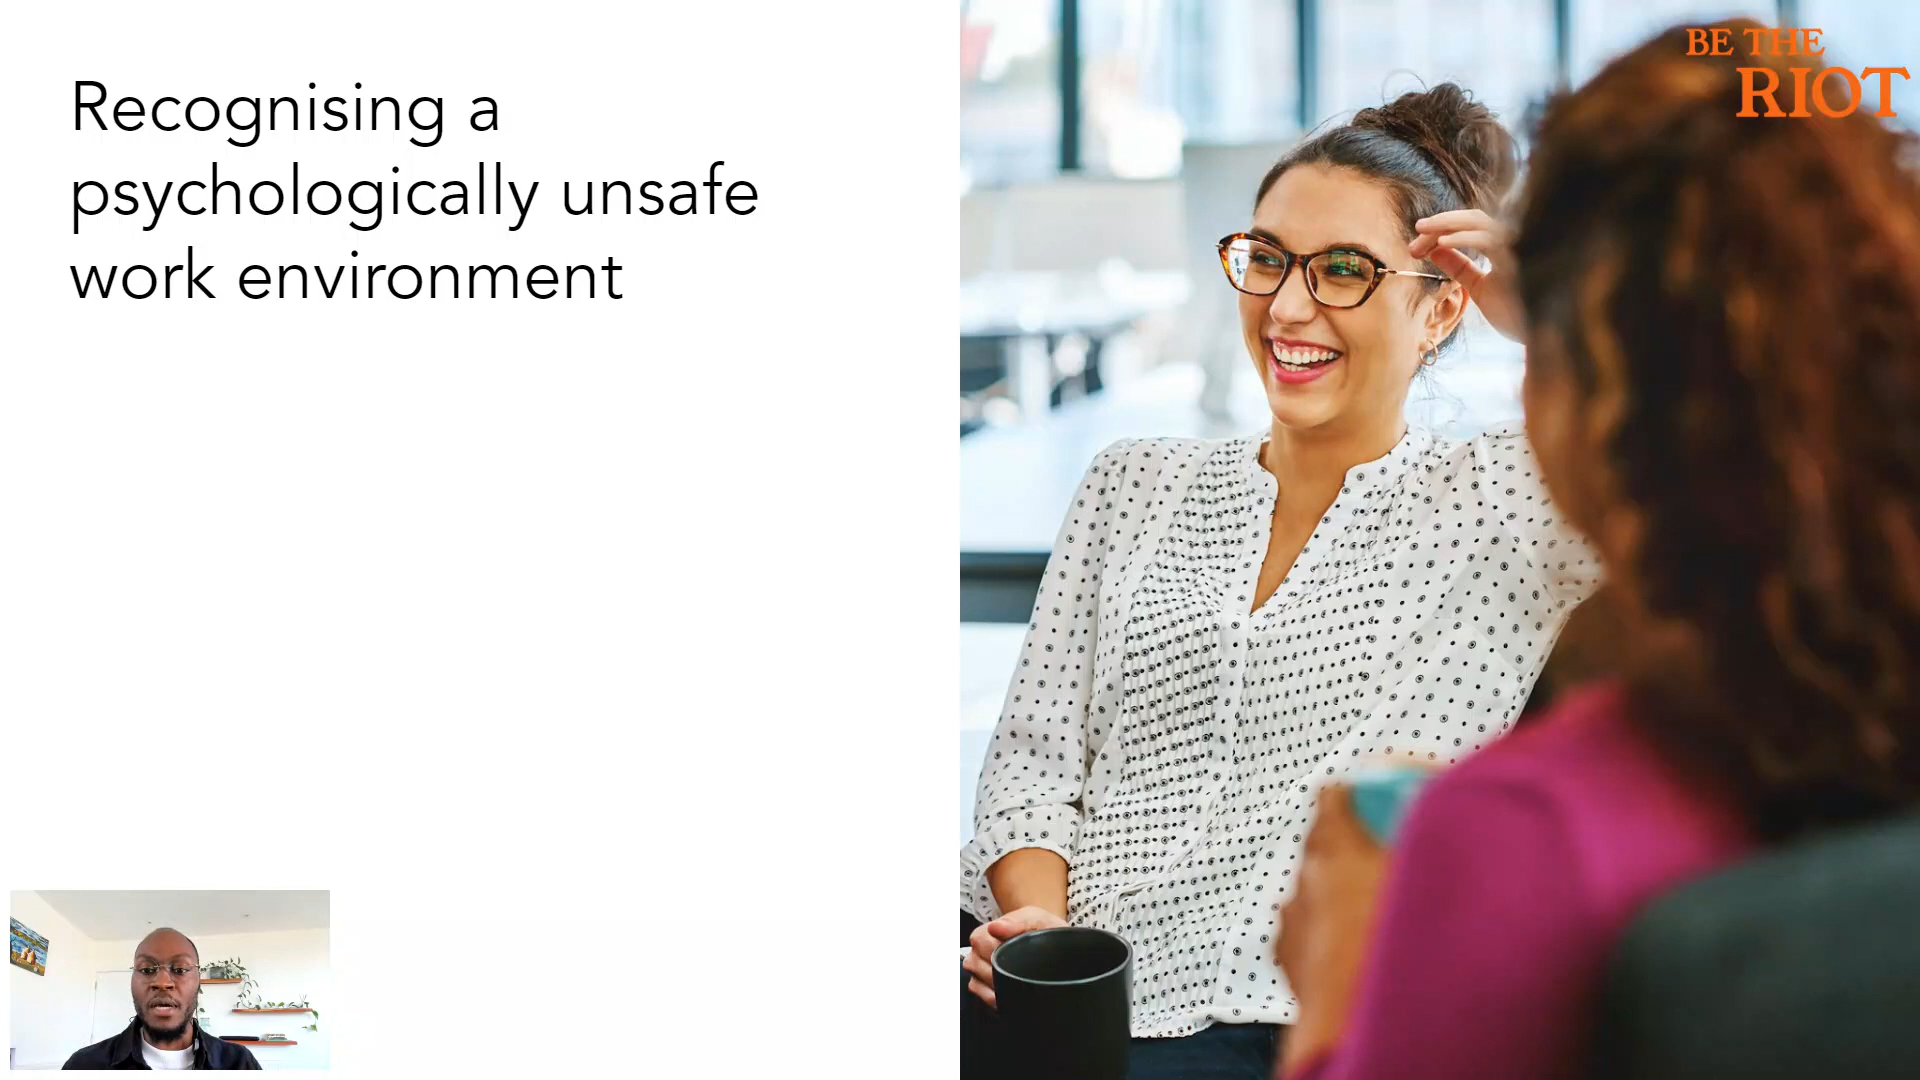 Recognising a
psychologically unsafe
work environment
BE THE
RIOT